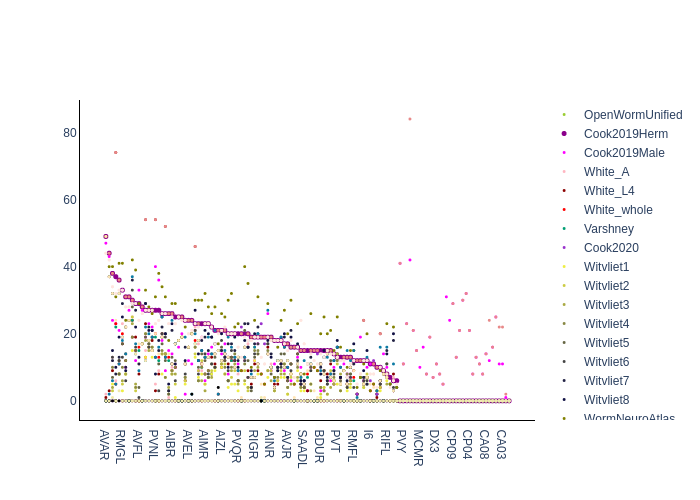 80
60
40
20
0
AVAR
RMGL
AVFL
PVNL
AIBR
AVEL
AIMR
AIZL
PVQR
RIGR
AINR
AVJR
SAADL
BDUR
PVT
RMFL
I6
RIFL
PVY
MCMR
DX3
CP09
CP04
CA08
CA03
OpenWormUnified
Cook2019Herm
Cook2019Male
White_A
White_L4
White_whole
Varshney
Cook2020
Witvliet1
Witvliet2
Witvliet3
Witvliet4
Witvliet5
Witvliet6
Witvliet7
Witvliet8
WormNeuroAtlas